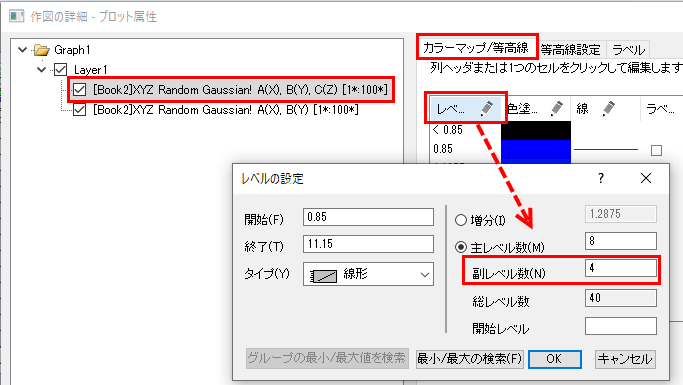 作図の詳細 - プロット属性
Graph1
Layer1
[Book2]XYZ Random Gaussian! A(X), B(Y), C(Z) [1*:100*]
[Book2]XYZ Random Gaussian! A(X), B(Y) [1*:100*]
カラーマップ/等高線 等高線設定 ラベル
列ヘッダまたは1つのセルをクリックして編集します
レベ... 色塗... 線 ラベ...
< 0.85
0.85
レベルの設定 ?
開始(F) 0.85
終了(T) 11.15
タイプ(Y) 線形
増分(I) 1.2875
主レベル数(M) 8
副レベル数(N) 4
総レベル数 40
開始レベル
グループの最小/最大値を検索 最小/最大の検索(F) OK キャンセル